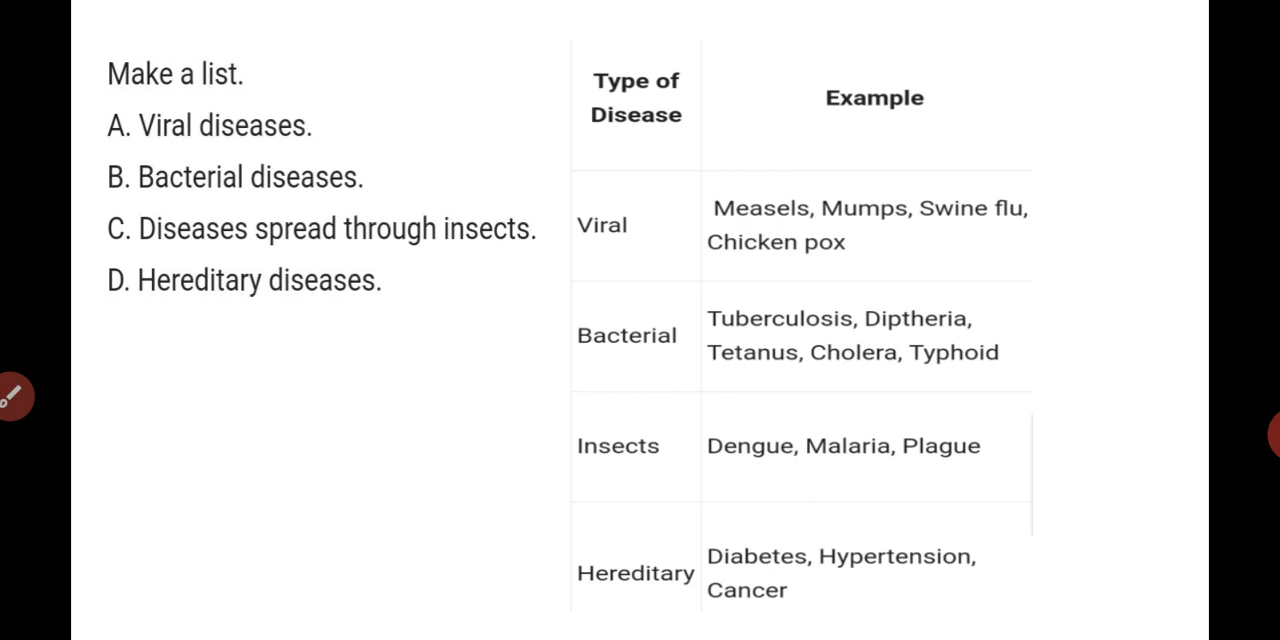 Make a list.
A. Viral diseases.
B. Bacterial diseases.
C. Diseases spread through insects.
D. Hereditary diseases.
Type of
Disease
Example
Viral
Measels, Mumps, Swine flu,
Chicken pox
Bacterial
Tuberculosis, Diptheria,
Tetanus, Cholera, Typhoid
Insects
Dengue, Malaria, Plague
Hereditary
Diabetes, Hypertension,
Cancer